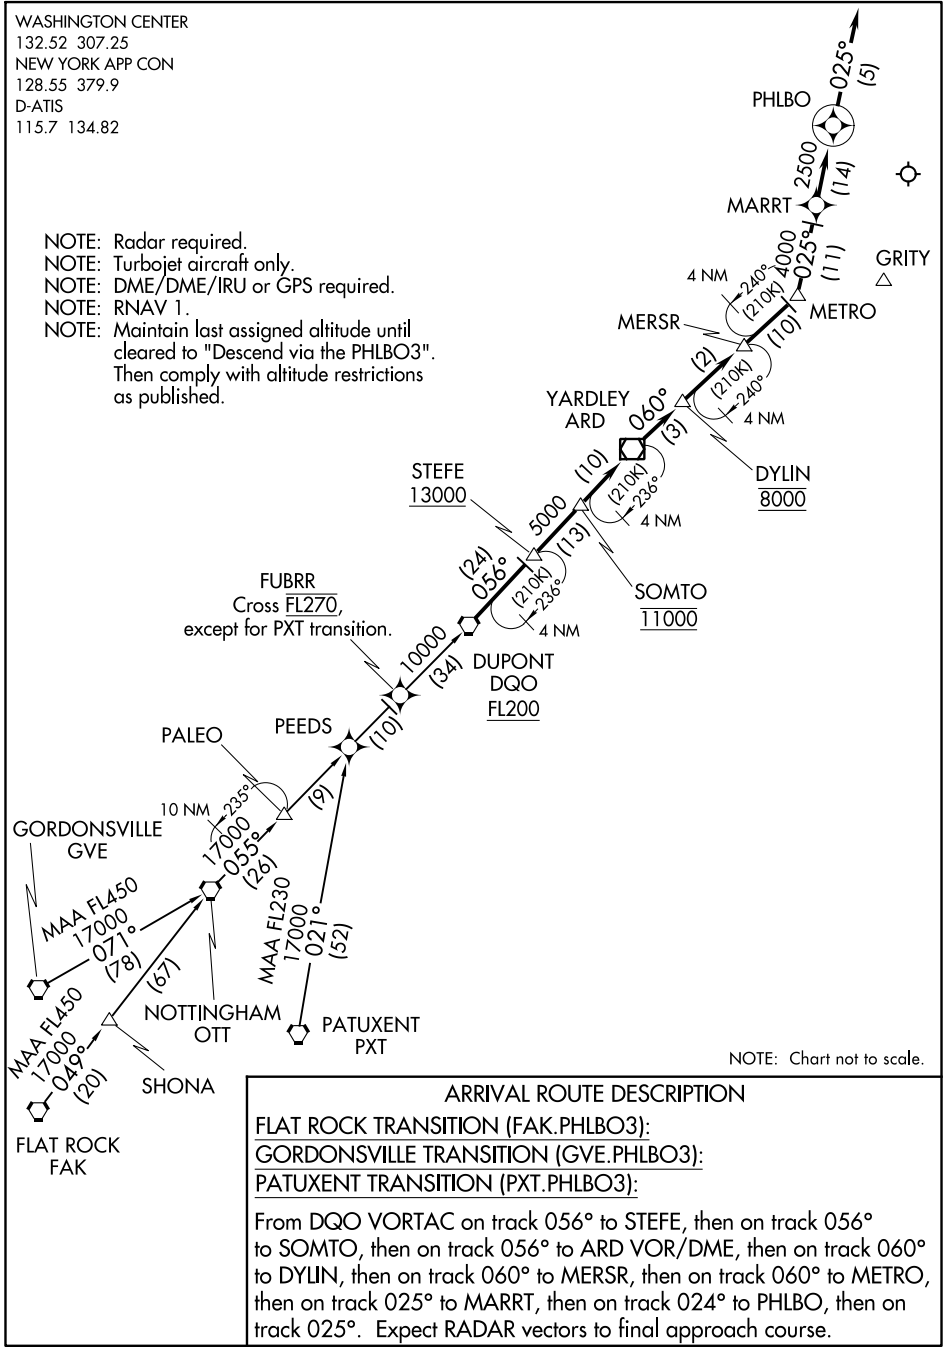 WASHINGTON CENTER
132.52 307.25
NEW YORK APP CON
128.55 379.9
D-ATIS
115.7 134.82
NOTE: Radar required.
NOTE: Turbojet aircraft only.
NOTE: DME/DME/IRU or GPS required.
NOTE: RNAV 1.
NOTE: Maintain last assigned altitude until
cleared to "Descend via the PHLBO3".
Then comply with altitude restrictions
as published.
025°
(5)
PHLBO
2500
(14)
MARRT
4000
025°
(11)
GRITY
4 NM
240°
(210K)
METRO
MERSR
(10)
(2)
(210K)
240°
4 NM
YARDLEY
ARD
060°
(3)
DYLIN
8000
(10)
(210K)
236°
4 NM
STEFE
13000
5000
(13)
SOMTO
11000
(24)
056°
(210K)
236°
4 NM
FUBRR
Cross FL270,
except for PXT transition.
10000
(34)
DUPONT
DQO
FL200
PEEDS
(10)
PALEO
(9)
10 NM
235°
17000
055°
(26)
GORDONSVILLE
GVE
MAA FL450
17000
071°
(78)
MAA FL230
17000
021°
(52)
(67)
NOTTINGHAM
OTT
PATUXENT
PXT
MAA FL450
17000
049°
(20)
SHONA
FLAT ROCK
FAK
NOTE: Chart not to scale.
ARRIVAL ROUTE DESCRIPTION
FLAT ROCK TRANSITION (FAK.PHLBO3):
GORDONSVILLE TRANSITION (GVE.PHLBO3):
PATUXENT TRANSITION (PXT.PHLBO3):
From DQO VORTAC on track 056° to STEFE, then on track 056°
to SOMTO, then on track 056° to ARD VOR/DME, then on track 060°
to DYLIN, then on track 060° to MERSR, then on track 060° to METRO,
then on track 025° to MARRT, then on track 024° to PHLBO, then on
track 025°. Expect RADAR vectors to final approach course.